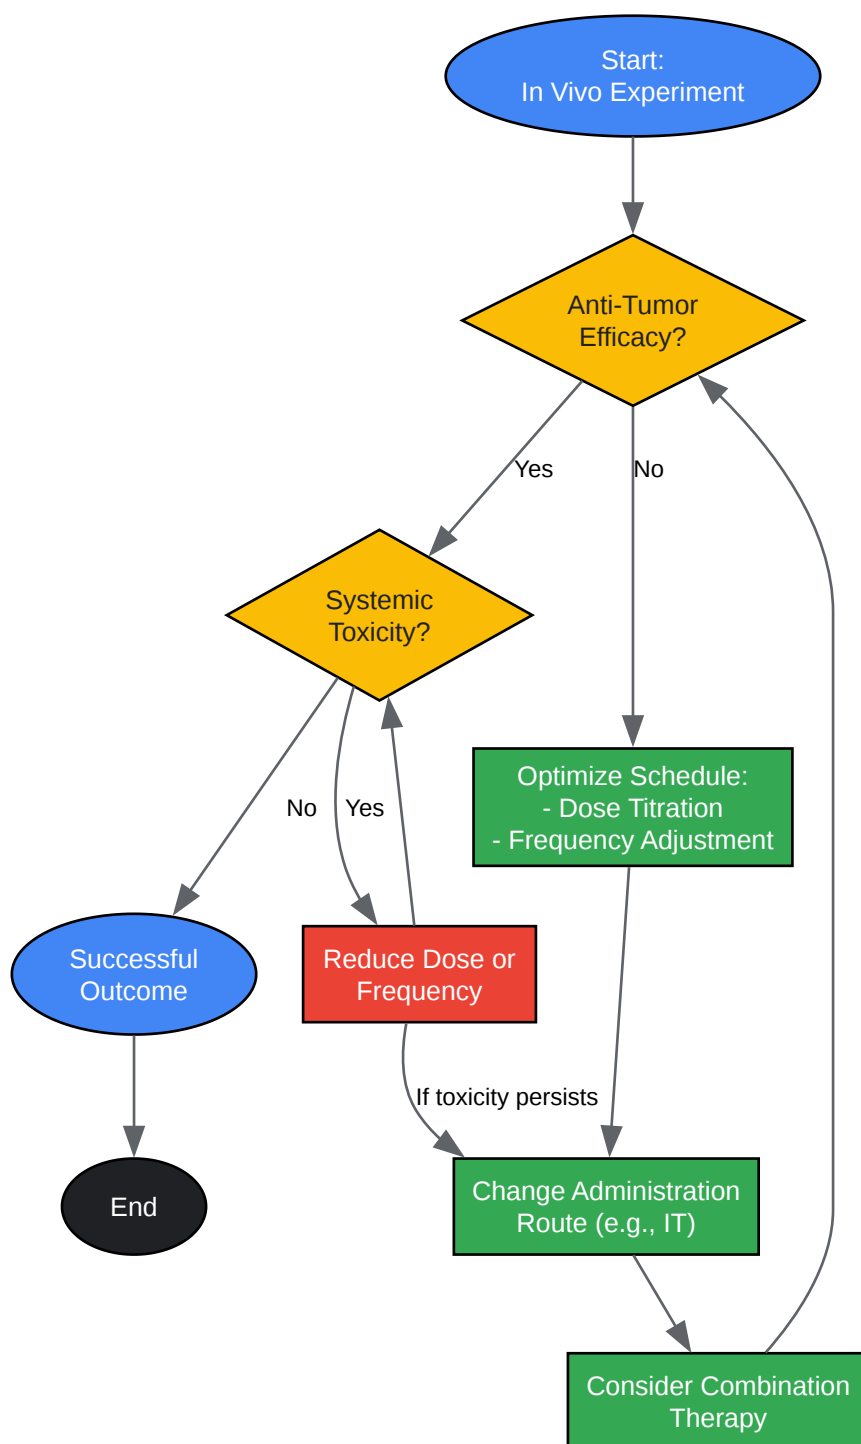 Start:
In Vivo Experiment
Anti-Tumor
Efficacy?
Yes
No
Systemic
Toxicity?
Optimize Schedule:
- Dose Titration
- Frequency Adjustment
No
Yes
Successful
Outcome
Reduce Dose or
Frequency
If toxicity persists
End
Change Administration
Route (e.g., IT)
Consider Combination
Therapy